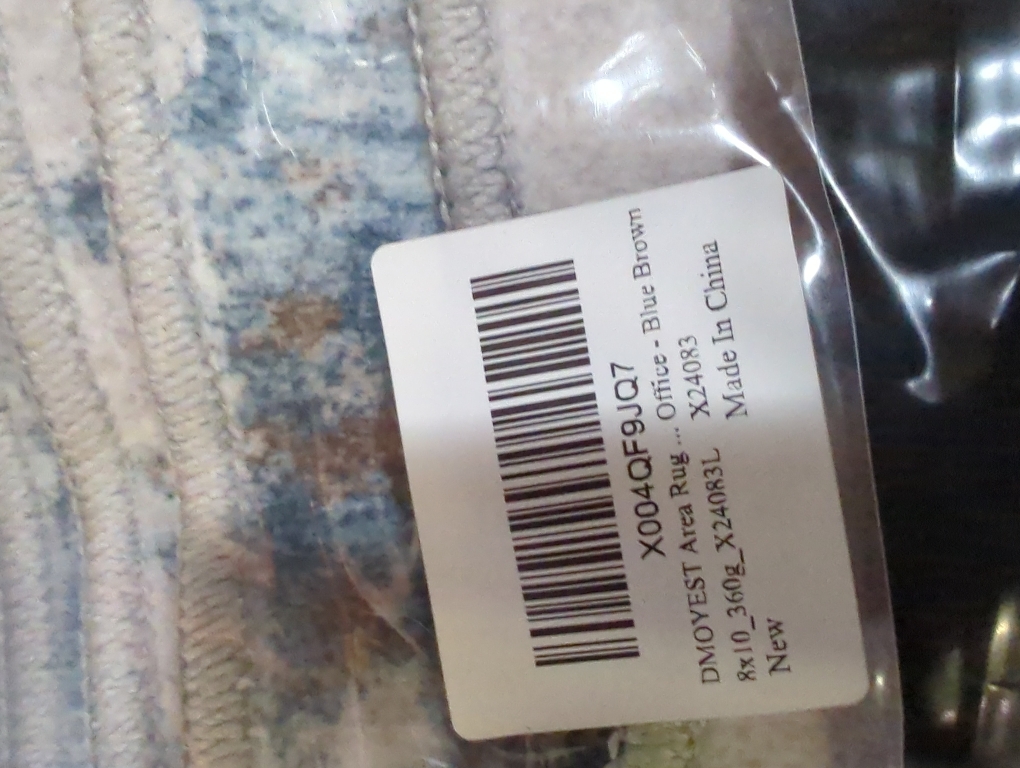 X004QF9JQ7
DMOYEST Area Rug ... Office - Blue Brown
8x10_360g_X24083L X24083
New Made In China